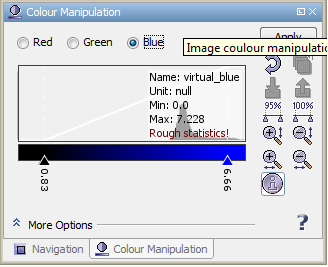 Colour Manipulation
Red Green Blue
Apply
Image coulour manipulatio
Name: virtual_blue
Unit: null
Min: 0.0
Max: 7.228
Rough statistics!
95% 100%
0.83 6.66
More Options
?
Navigation Colour Manipulation